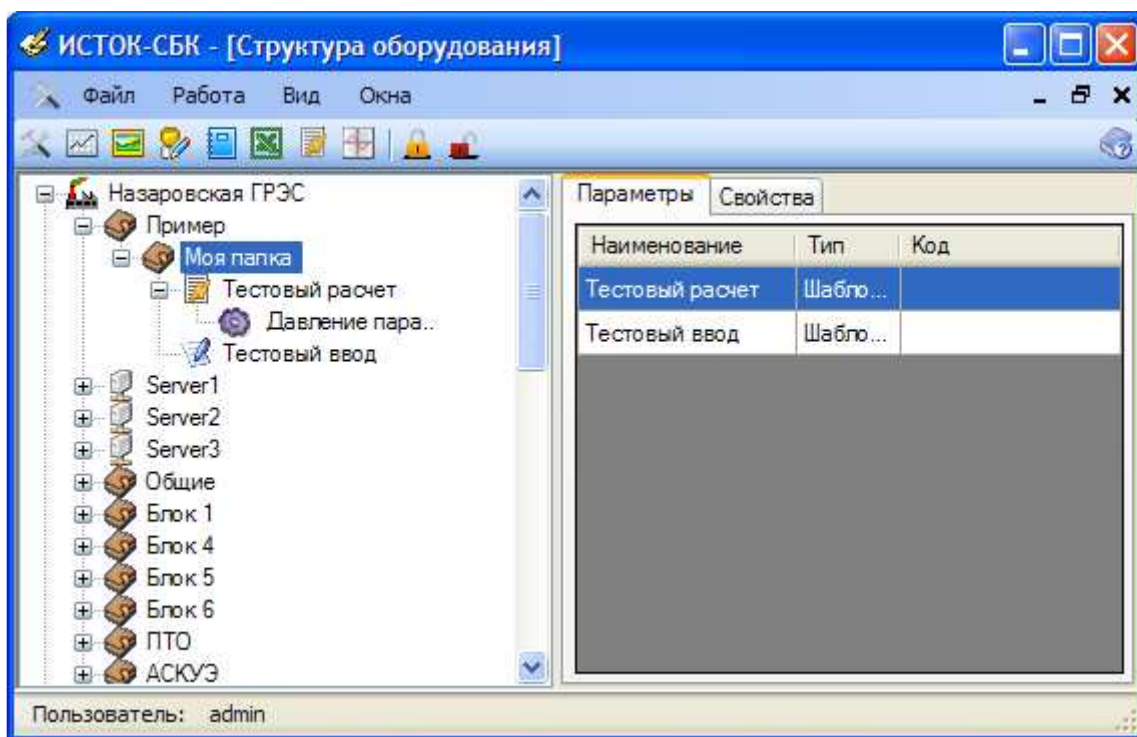 ИСТОК-СБК - [Структура оборудования]
Файл Работа Вид Окна
Назаровская ГРЭС
Пример
Моя папка
Тестовый расчет
Давление пара..
Тестовый ввод
Server1
Server2
Server3
Общие
Блок 1
Блок 4
Блок 5
Блок 6
ПТО
АСКУЭ
Параметры Свойства
Наименование Тип Код
Тестовый расчет Шабло...
Тестовый ввод Шабло...
Пользователь: admin